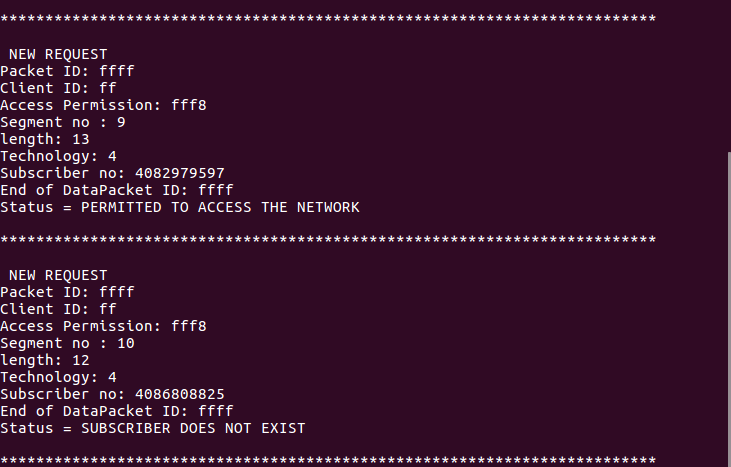 *************************************************************************
NEW REQUEST
Packet ID: ffff
Client ID: ff
Access Permission: fff8
Segment no : 9
length: 13
Technology: 4
Subscriber no: 4082979597
End of DataPacket ID: ffff
Status = PERMITTED TO ACCESS THE NETWORK
*************************************************************************
NEW REQUEST
Packet ID: ffff
Client ID: ff
Access Permission: fff8
Segment no : 10
length: 12
Technology: 4
Subscriber no: 4086808825
End of DataPacket ID: ffff
Status = SUBSCRIBER DOES NOT EXIST
*************************************************************************